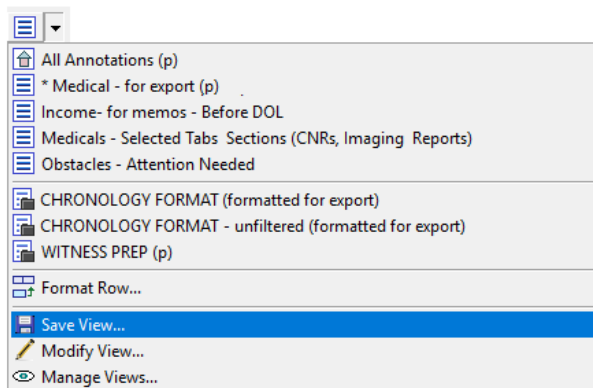 All Annotations (p)
* Medical - for export (p)
Income- for memos - Before DOL
Medicals - Selected Tabs  Sections (CNRs, Imaging  Reports)
Obstacles - Attention Needed
CHRONOLOGY FORMAT (formatted for export)
CHRONOLOGY FORMAT - unfiltered (formatted for export)
WITNESS PREP (p)
Format Row...
Save View...
Modify View...
Manage Views...